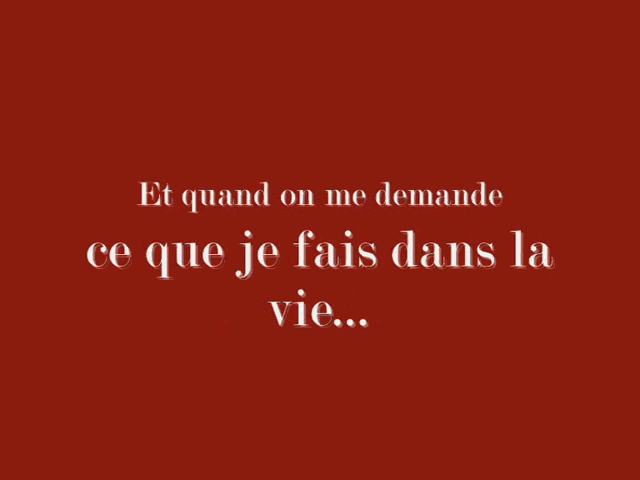 Et quand on me demande
ce que je fais dans la
vie...